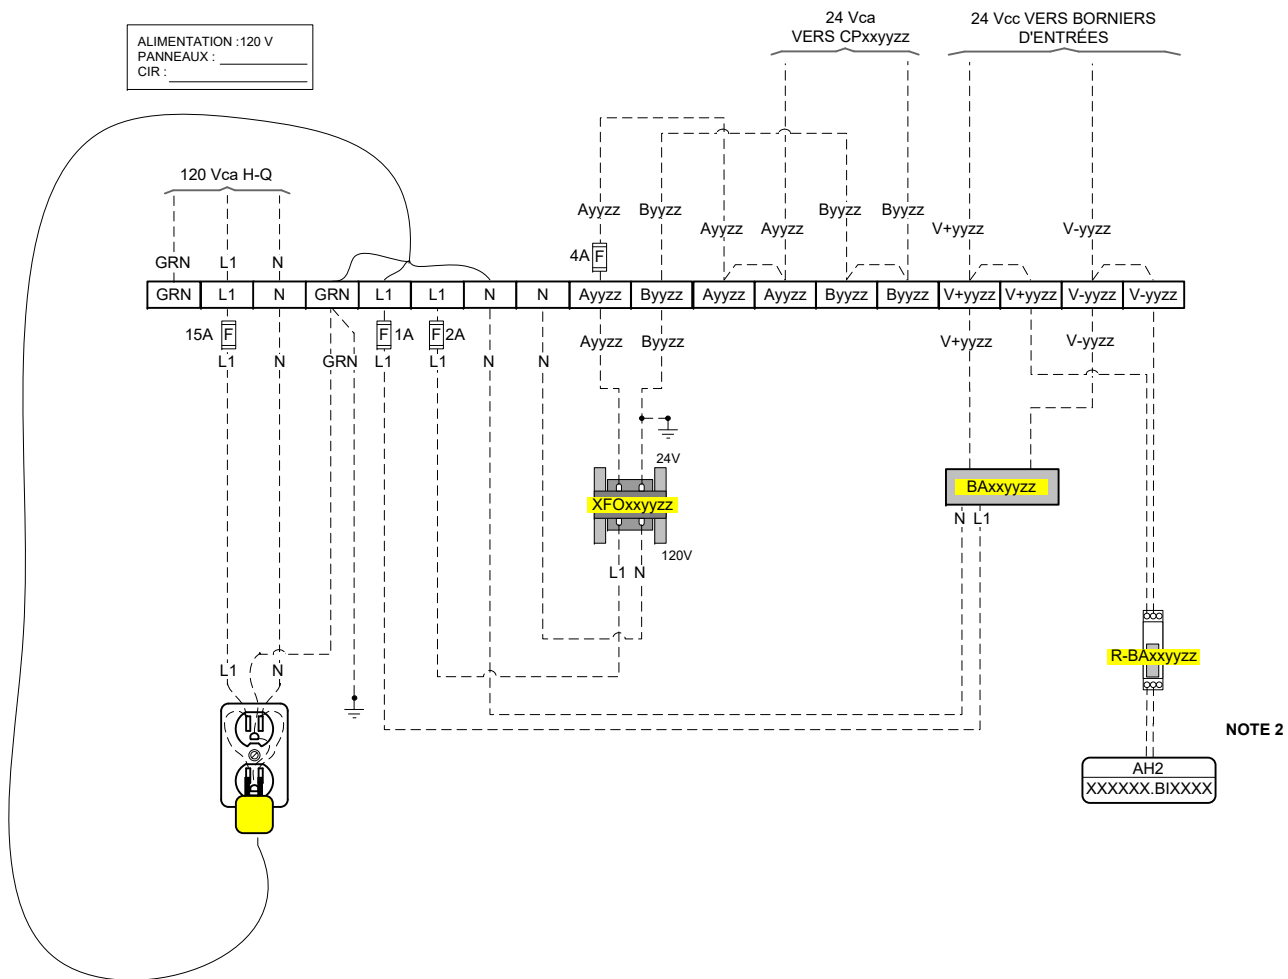 24 Vca
VERS CPxxyyzz
24 Vcc VERS BORNIERS
D'ENTRÉES
ALIMENTATION :120 V
PANNEAUX :
CIR :
120 Vca H-Q
Ayyzz Byyzz Ayyzz Ayyzz Byyzz Byyzz V+yyzz V-yyzz
GRN L1 N 4A F
GRN L1 N GRN L1 L1 N N Ayyzz Byyzz Ayyzz Ayyzz Byyzz Byyzz V+yyzz V+yyzz V-yyzz V-yyzz
15A F F 1A F 2A
Ayyzz Byyzz V+yyzz V-yyzz
L1 N GRN L1 L1 N N
24V
XFOxxyyzz
BAxxyyzz
N L1
120V
L1 N
R-BAxxyyzz
L1 N
NOTE 2
AH2
XXXXXX.BIXXXX